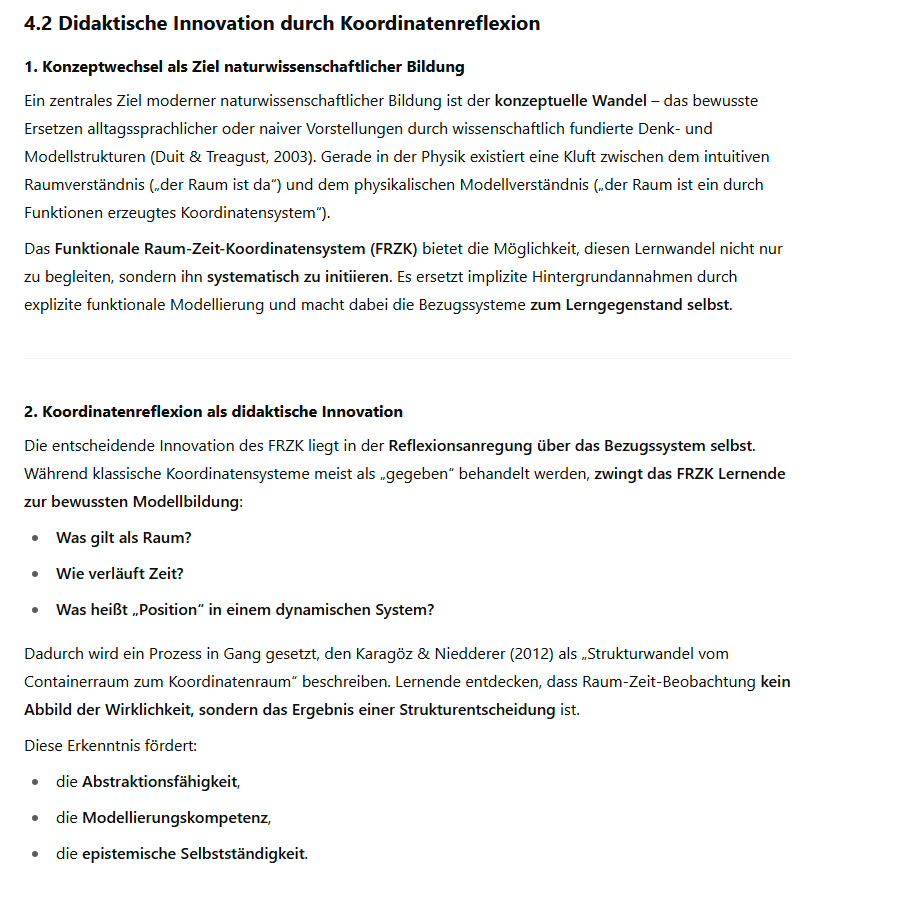 4.2 Didaktische Innovation durch Koordinatenreflexion
1. Konzeptwechsel als Ziel naturwissenschaftlicher Bildung
Ein zentrales Ziel moderner naturwissenschaftlicher Bildung ist der konzeptuelle Wandel – das bewusste
Ersetzen alltagssprachlicher oder naiver Vorstellungen durch wissenschaftlich fundierte Denk- und
Modellstrukturen (Duit & Treagust, 2003). Gerade in der Physik existiert eine Kluft zwischen dem intuitiven
Raumverständnis („der Raum ist da“) und dem physikalischen Modellverständnis („der Raum ist ein durch
Funktionen erzeugtes Koordinatensystem“).
Das Funktionale Raum-Zeit-Koordinatensystem (FRZK) bietet die Möglichkeit, diesen Lernwandel nicht nur
zu begleiten, sondern ihn systematisch zu initiieren. Es ersetzt implizite Hintergrundannahmen durch
explizite funktionale Modellierung und macht dabei die Bezugssysteme zum Lerngegenstand selbst.
2. Koordinatenreflexion als didaktische Innovation
Die entscheidende Innovation des FRZK liegt in der Reflexionsanregung über das Bezugssystem selbst.
Während klassische Koordinatensysteme meist als „gegeben“ behandelt werden, zwingt das FRZK Lernende
zur bewussten Modellbildung:
• Was gilt als Raum?
• Wie verläuft Zeit?
• Was heißt „Position“ in einem dynamischen System?
Dadurch wird ein Prozess in Gang gesetzt, den Karagöz & Niedderer (2012) als „Strukturwandel vom
Containerraum zum Koordinatenraum“ beschreiben. Lernende entdecken, dass Raum-Zeit-Beobachtung kein
Abbild der Wirklichkeit, sondern das Ergebnis einer Strukturentscheidung ist.
Diese Erkenntnis fördert:
• die Abstraktionsfähigkeit,
• die Modellierungskompetenz,
• die epistemische Selbstständigkeit.